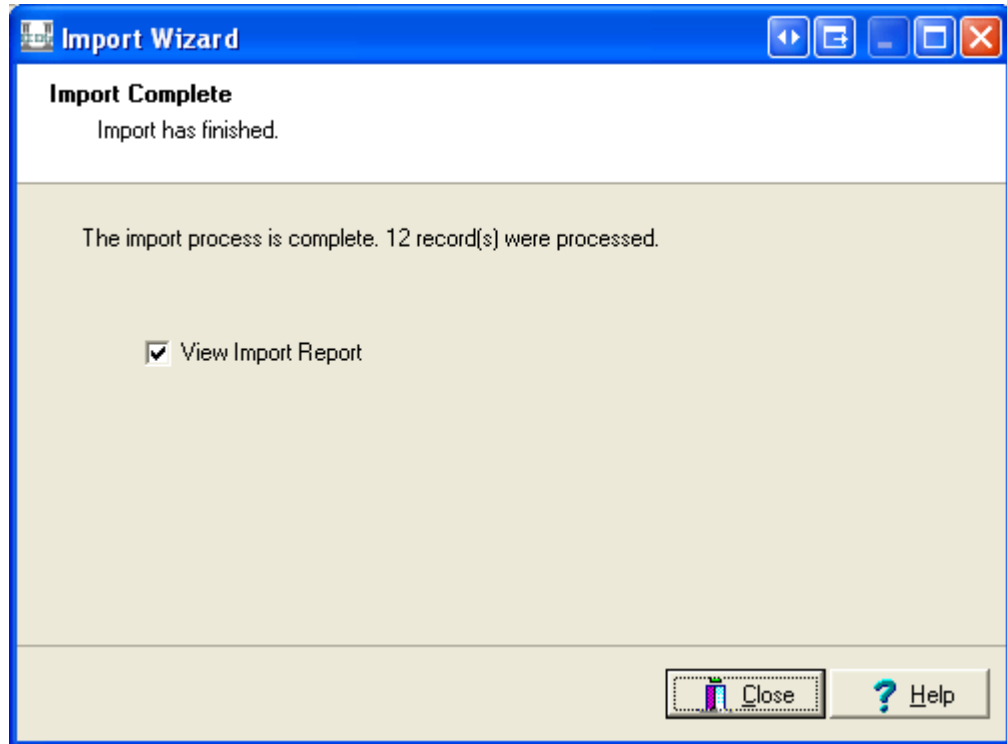 Import Wizard
Import Complete
Import has finished.
The import process is complete. 12 record(s) were processed.
View Import Report
Close
Help